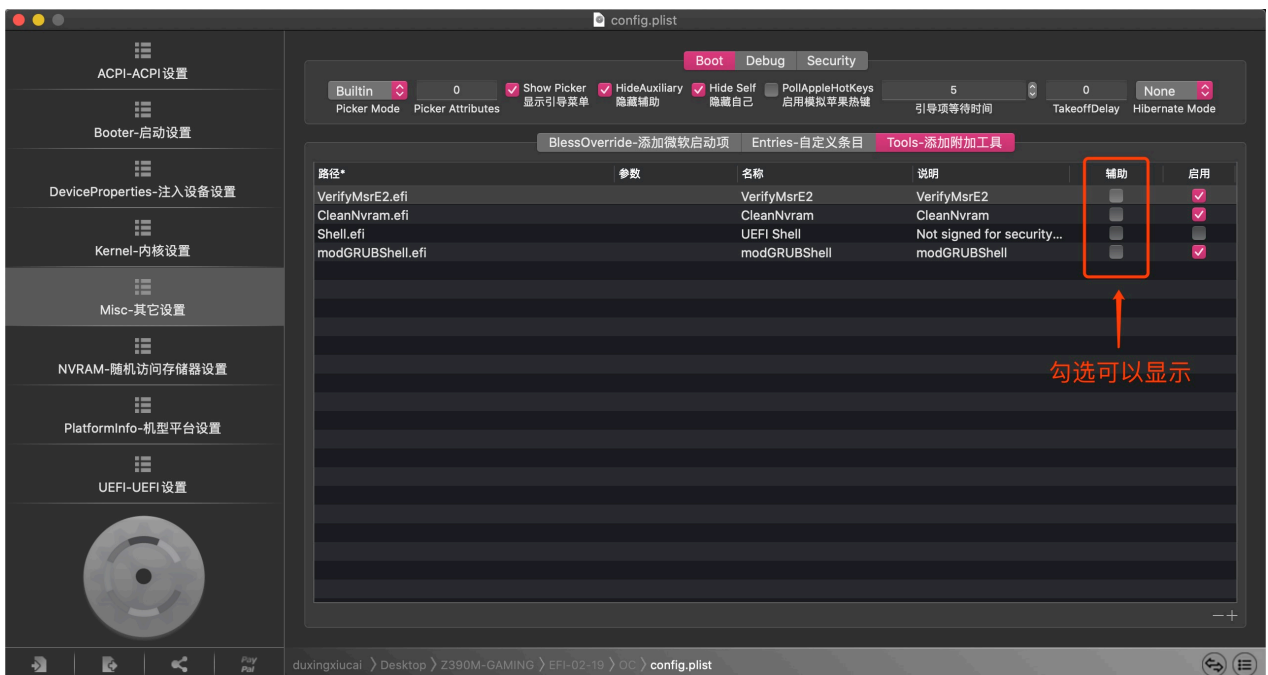 config.plist
ACPI-ACPI设置
Booter-启动设置
DeviceProperties-注入设备设置
Kernel-内核设置
Misc-其它设置
NVRAM-随机访问存储器设置
PlatformInfo-机型平台设置
UEFI-UEFI设置
Boot Debug Security
Builtin 0 Show Picker HideAuxiliary Hide Self PollAppleHotKeys 5 0 None
显示引导菜单 隐藏辅助 隐藏自己 启用模拟苹果热键
Picker Mode Picker Attributes 引导项等待时间 TakeoffDelay Hibernate Mode
BlessOverride-添加微软启动项 Entries-自定义条目 Tools-添加附加工具
路径* 参数 名称 说明 辅助 启用
VerifyMsrE2.efi VerifyMsrE2 VerifyMsrE2
CleanNvram.efi CleanNvram CleanNvram
Shell.efi UEFI Shell Not signed for security...
modGRUBShell.efi modGRUBShell modGRUBShell
勾选可以显示
Pay
Pal
duxingxiucai 〉Desktop 〉Z390M-GAMING 〉EFI-02-19 〉OC 〉config.plist